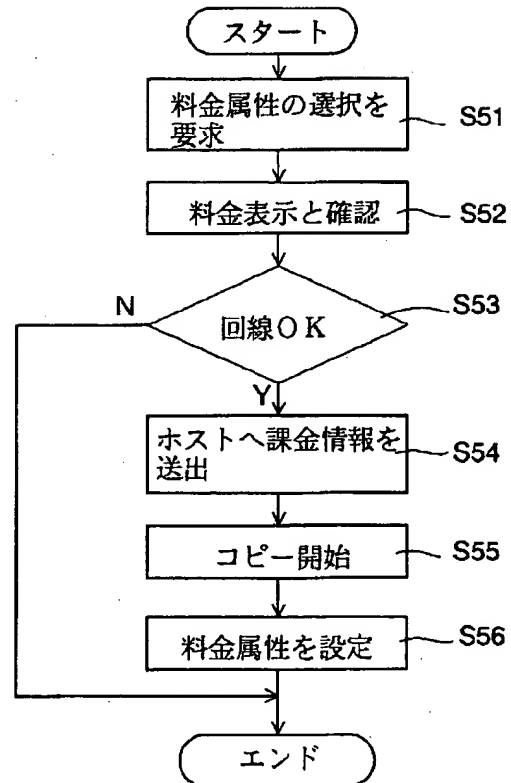 スタート
料金属性の選択を
要求
S51
料金表示と確認
S52
回線OK
S53
N
Y
ホストへ課金情報を
送出
S54
コピー開始
S55
料金属性を設定
S56
エンド